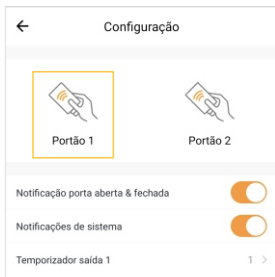 Configuração
Portão 1 Portão 2
Notificação porta aberta & fechada
Notificações de sistema
Temporizador saída 1 1